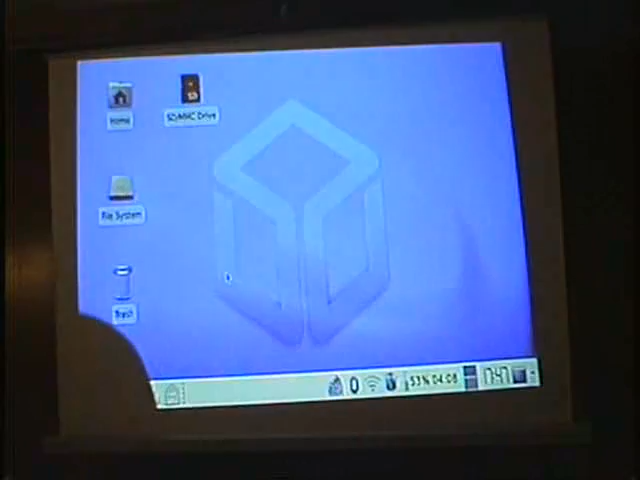 Home
SD/MMC Drive
File System
Trash
53% 04:08
7:47